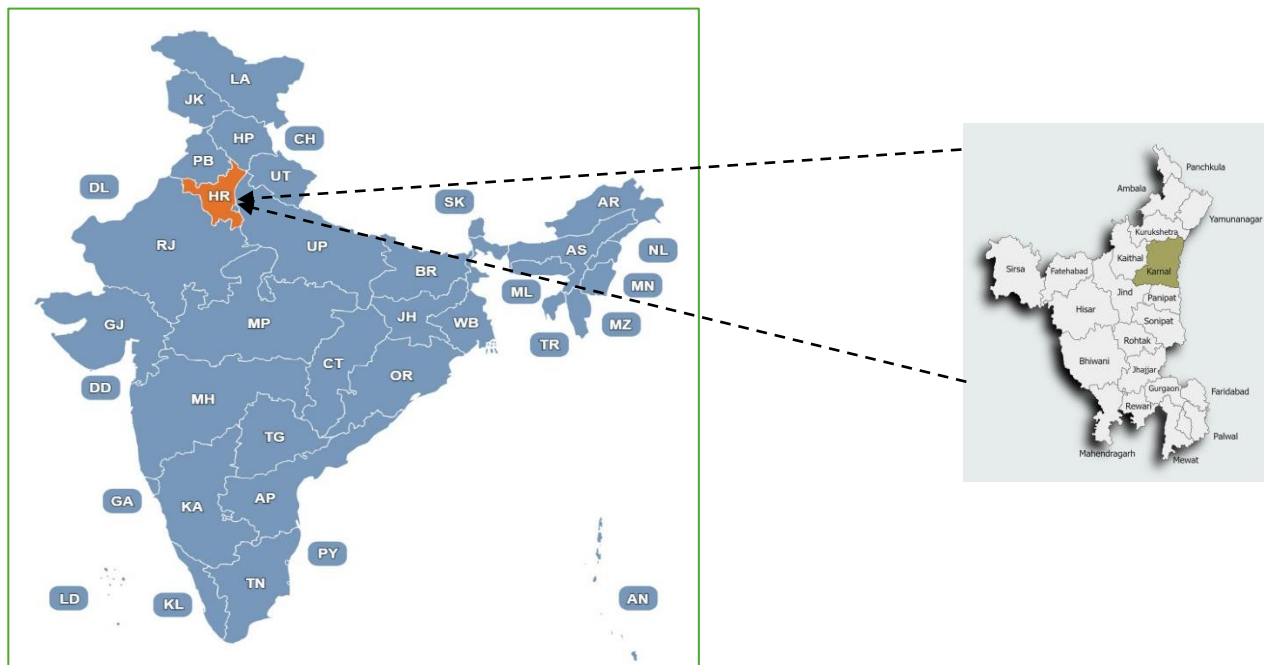 LA
JK
HP
CH
PB
UT
DL
HR
SK
AR
RJ
UP
AS
NL
BR
ML
MN
GJ
MP
JH
WB
MZ
TR
CT
DD
OR
MH
TG
GA
KA
AP
PY
TN
LD
KL
AN
Panchkula
Ambala
Yamunanagar
Kurukshetra
Kaithal
Sirsa
Fatehabad
Karnal
Jind
Panipat
Hisar
Sonipat
Rohtak
Bhiwani
Jhajjar
Gurgaon
Faridabad
Rewari
Palwal
Mahendragarh
Mewat